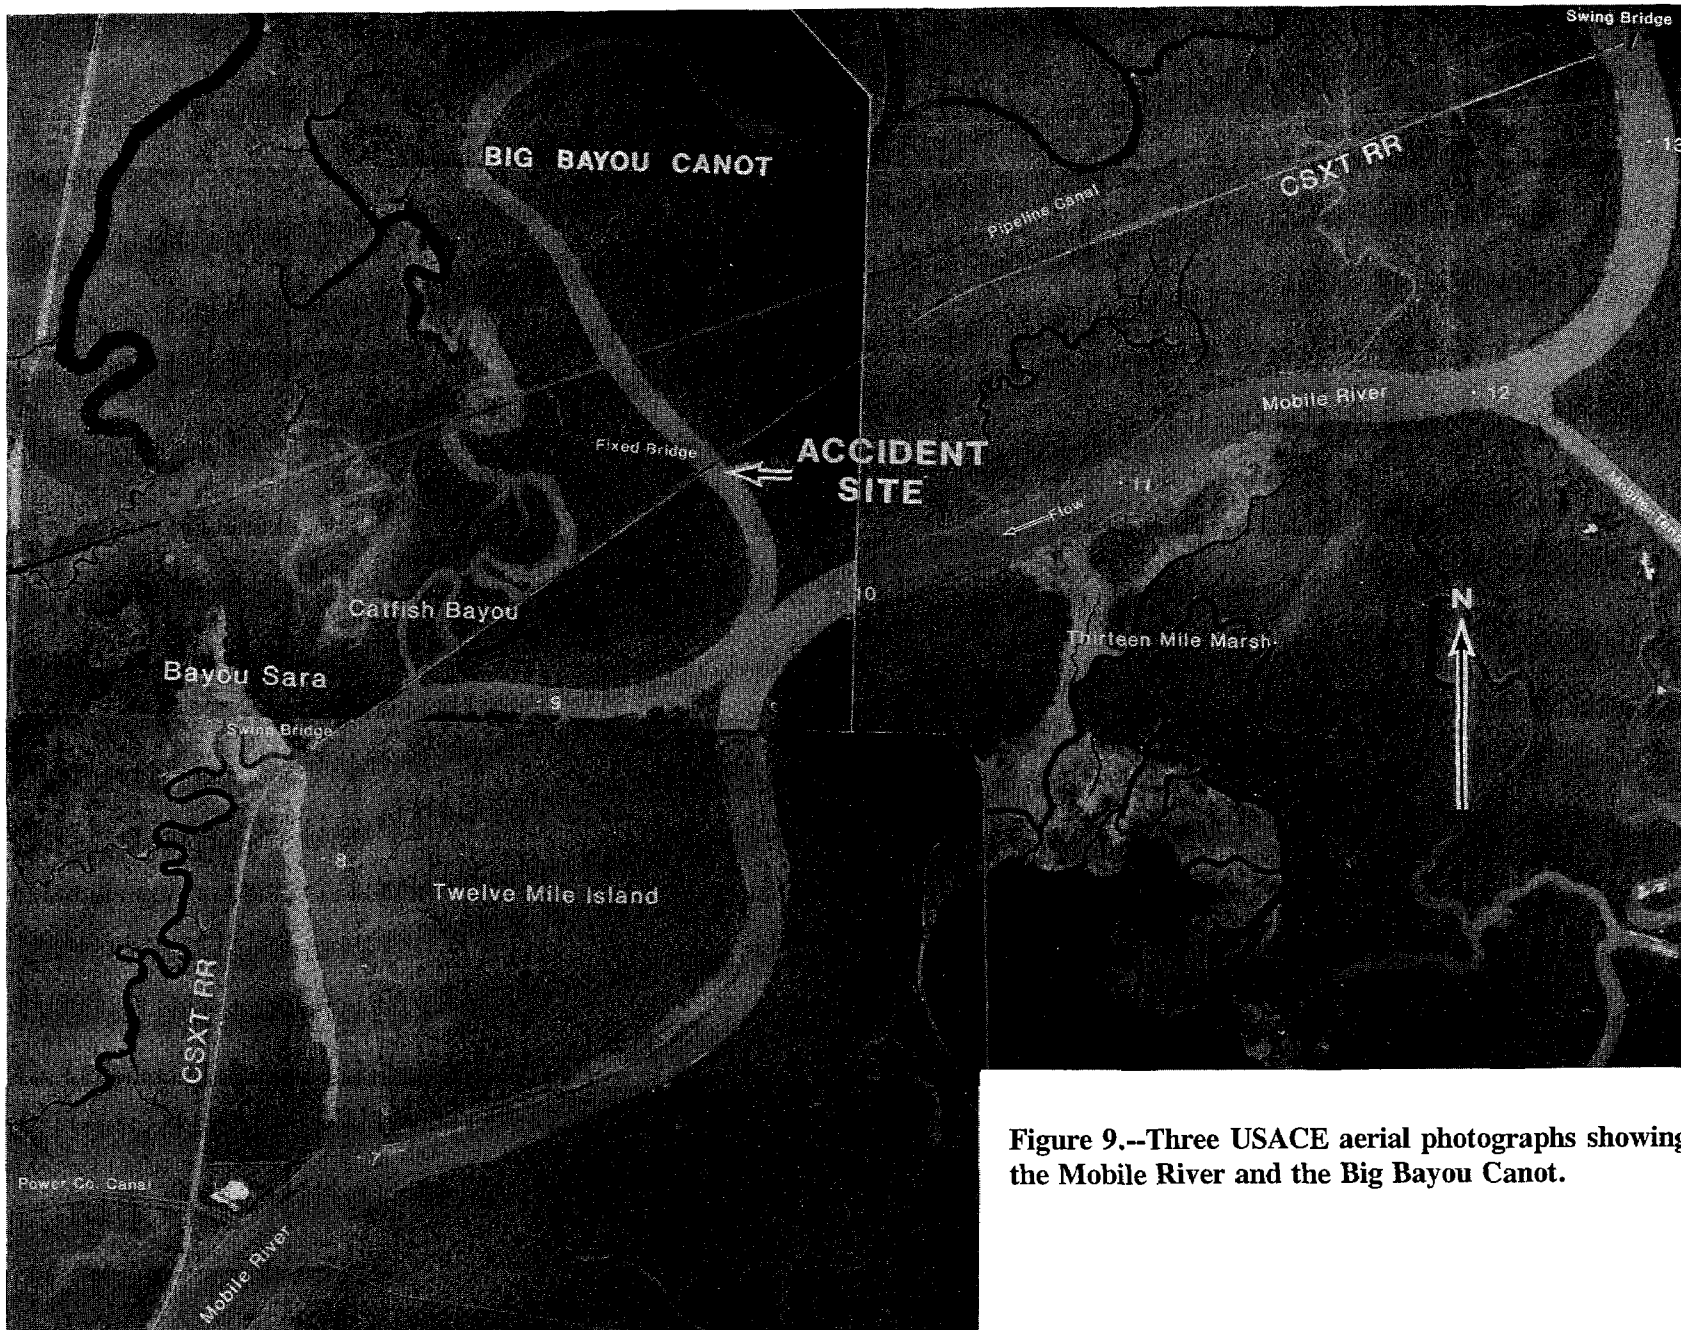 Swing Bridge
13
BIG BAYOU CANOT
CSXT RR
Pipeline Canal
Mobile River
12
Fixed Bridge
ACCIDENT
SITE
11
Flow
10
Catfish Bayou
N
Thirteen Mile Marsh
Bayou Sara
9
Swing Bridge
8
Twelve Mile Island
CSXT RR
7
Power Co. Canal
Mobile River
Figure 9.--Three USACE aerial photographs showing
the Mobile River and the Big Bayou Canot.